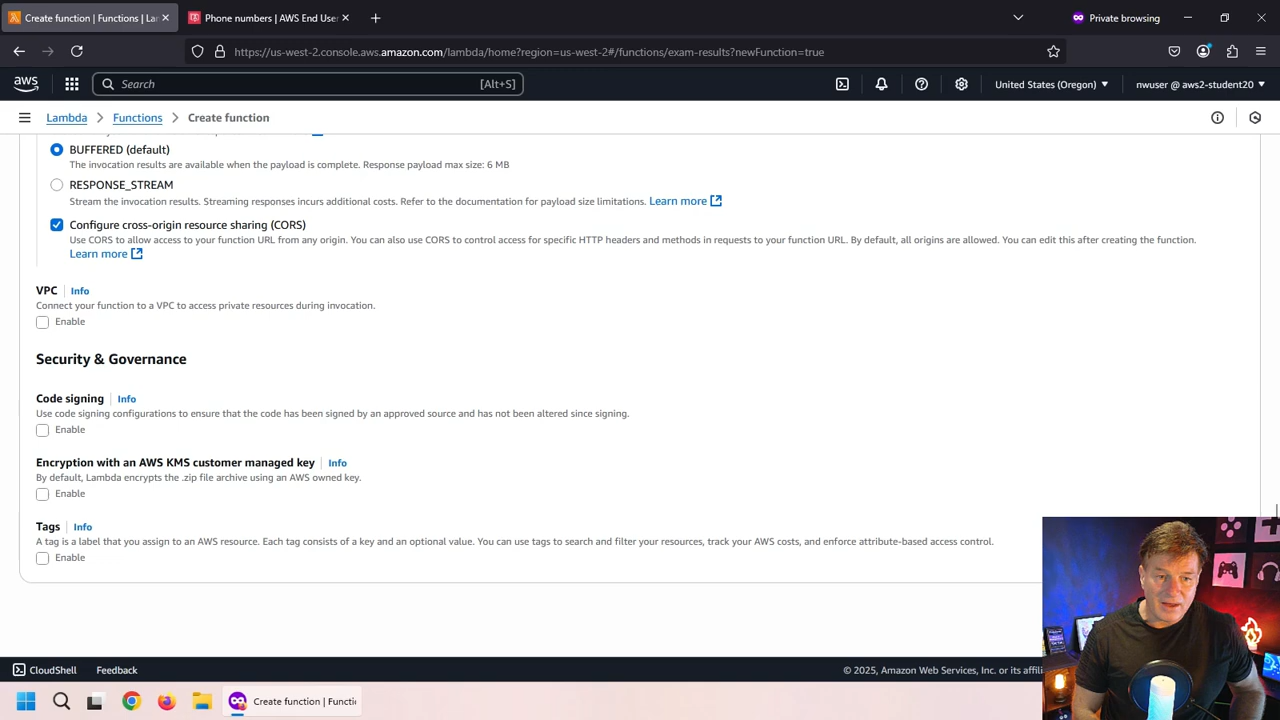 Create function | Functions | La
Phone numbers | AWS End User
Private browsing
https://us-west-2.console.aws.amazon.com/lambda/home?region=us-west-2#/functions/exam-results?newFunction=true
aws
Search
[Alt+S]
United States (Oregon)
nwuser @ aws2-student20
Lambda
Functions
Create function
BUFFERED (default)
The invocation results are available when the payload is complete. Response payload max size: 6 MB
RESPONSE_STREAM
Stream the invocation results. Streaming responses incurs additional costs. Refer to the documentation for payload size limitations. Learn more
Configure cross-origin resource sharing (CORS)
Use CORS to allow access to your function URL from any origin. You can also use CORS to control access for specific HTTP headers and methods in requests to your function URL. By default, all origins are allowed. You can edit this after creating the function.
Learn more
VPC Info
Connect your function to a VPC to access private resources during invocation.
Enable
Security & Governance
Code signing Info
Use code signing configurations to ensure that the code has been signed by an approved source and has not been altered since signing.
Enable
Encryption with an AWS KMS customer managed key Info
By default, Lambda encrypts the .zip file archive using an AWS owned key.
Enable
Tags Info
A tag is a label that you assign to an AWS resource. Each tag consists of a key and an optional value. You can use tags to search and filter your resources, track your AWS costs, and enforce attribute-based access control.
Enable
CloudShell
Feedback
© 2025, Amazon Web Services, Inc. or its affili
Create function | Functi